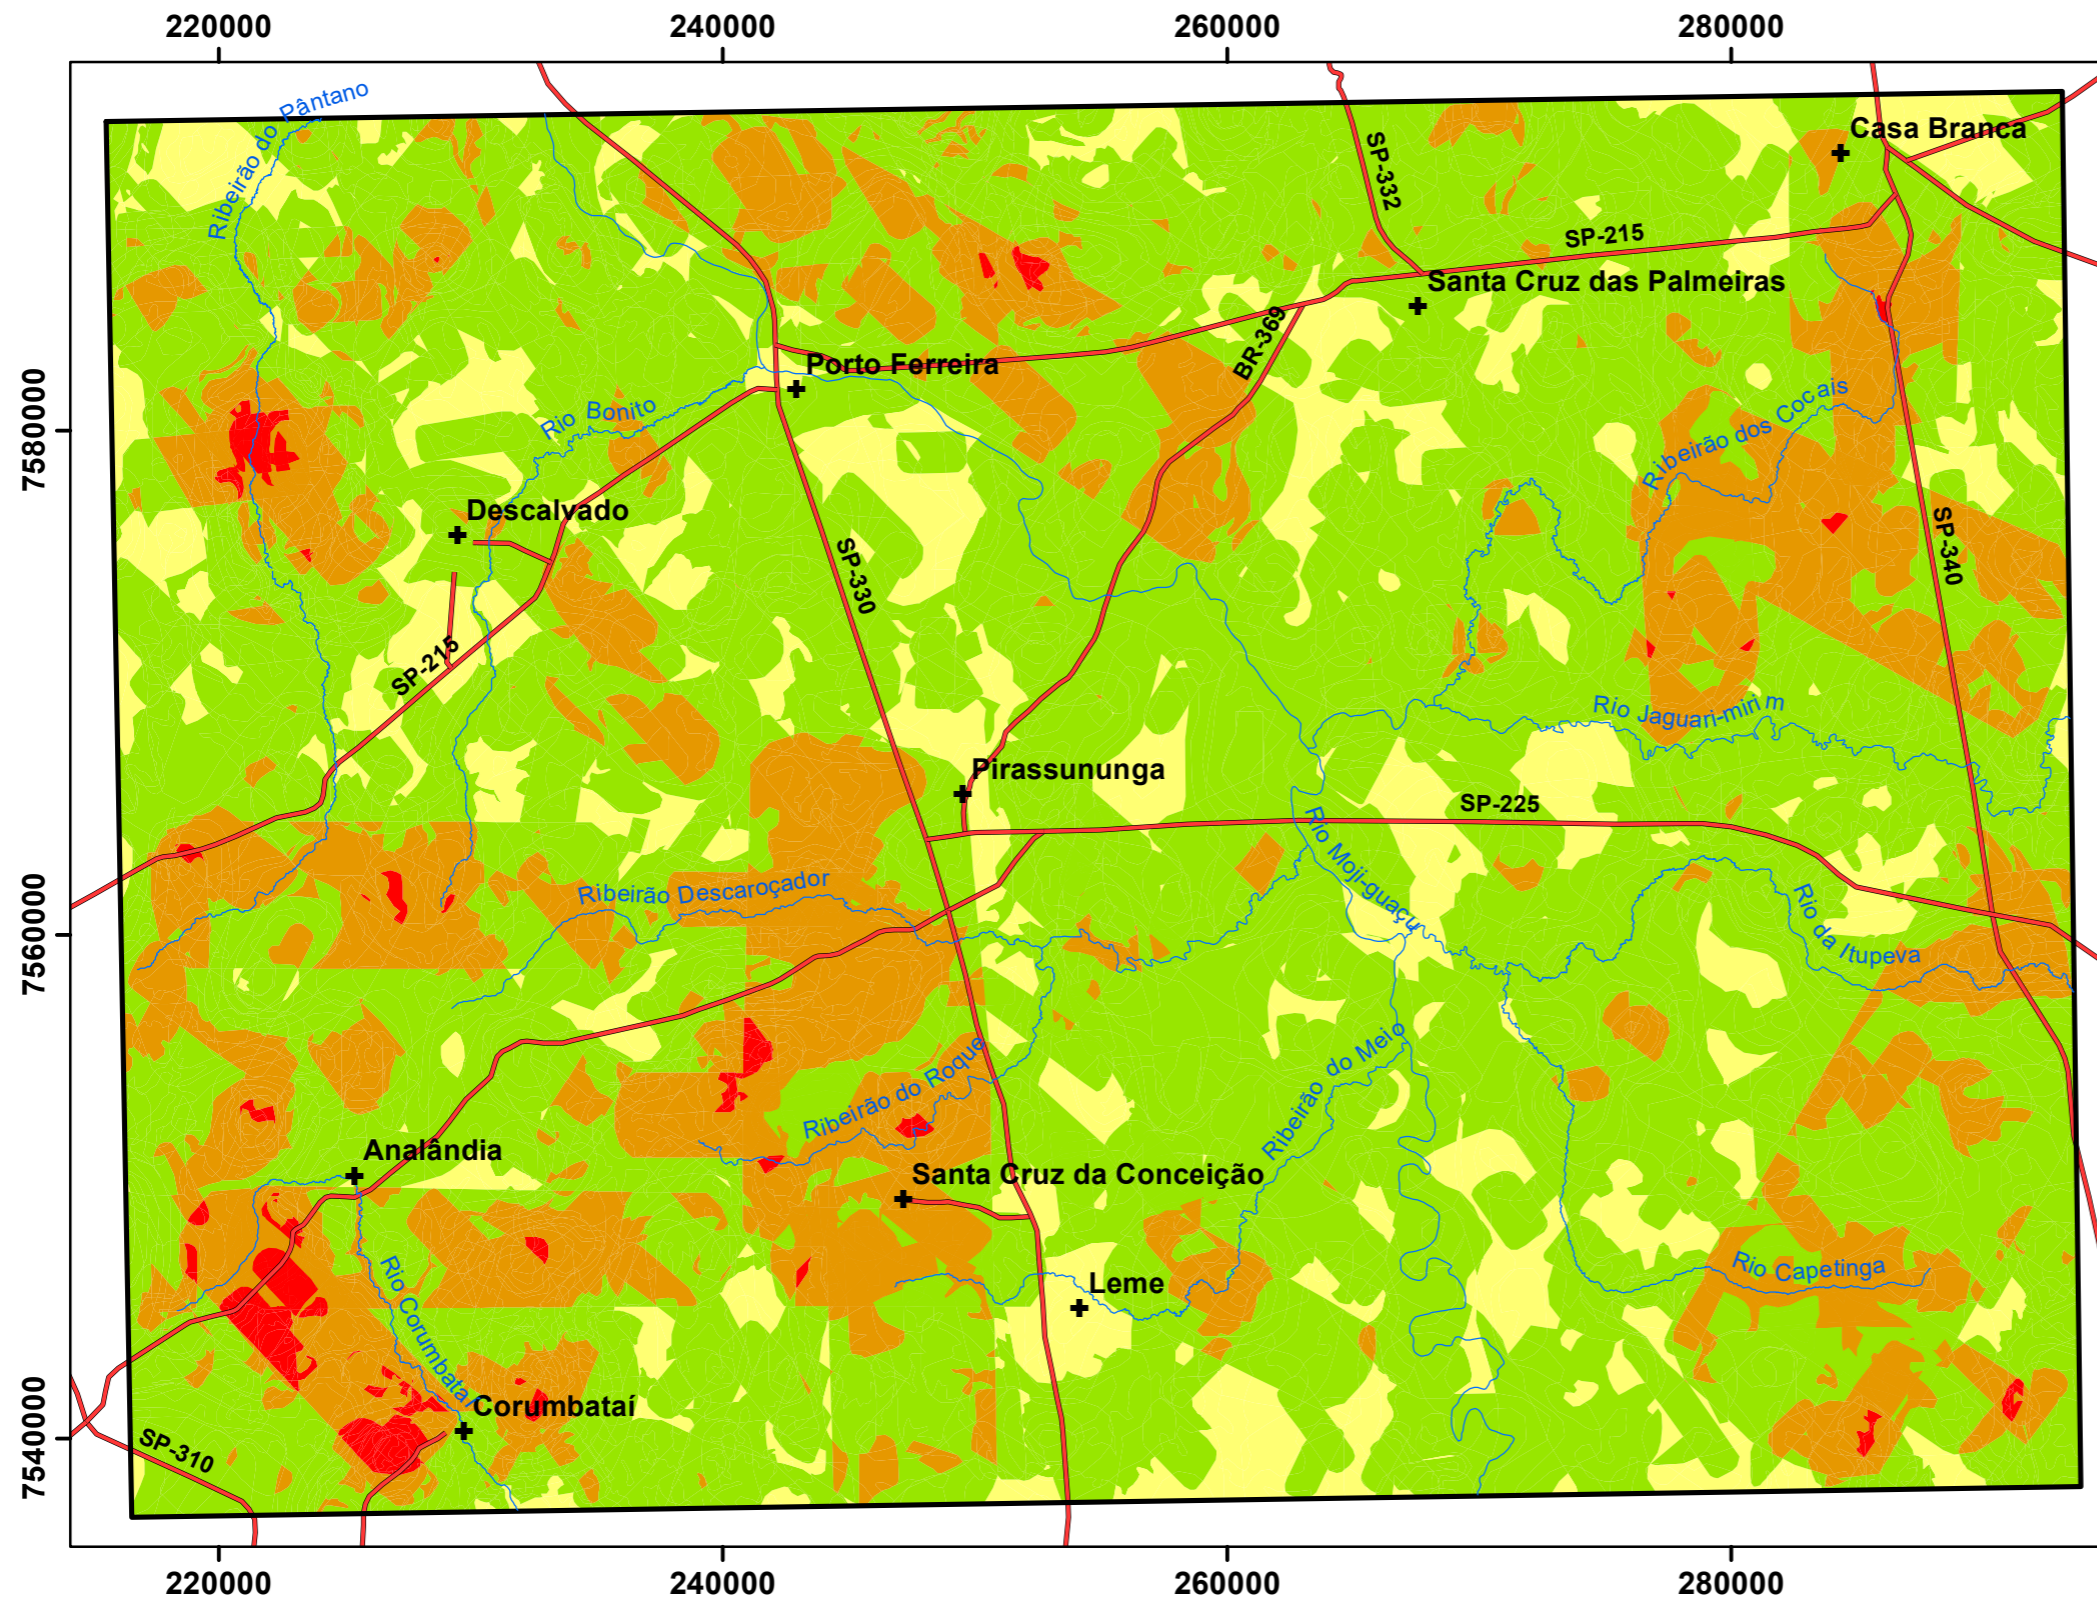 220000 240000 260000 280000
Ribeirão do Pântano
Casa Branca
SP-332
SP-215
Santa Cruz das Palmeiras
BR-369
Porto Ferreira
7580000
Rio Bonito
Ribeirão dos Cocais
Descalvado
SP-330
SP-340
SP-215
Rio Jaguari-mirim
Pirassununga
SP-225
Rio Moji-guaçu
Ribeirão Descaroçador
7560000
Rio da Itupeva
Ribeirão do Meio
Ribeirão do Roque
Analândia
Santa Cruz da Conceição
Rio Capetinga
Leme
Rio Corumbataí
Corumbataí
7540000
SP-310
220000 240000 260000 280000